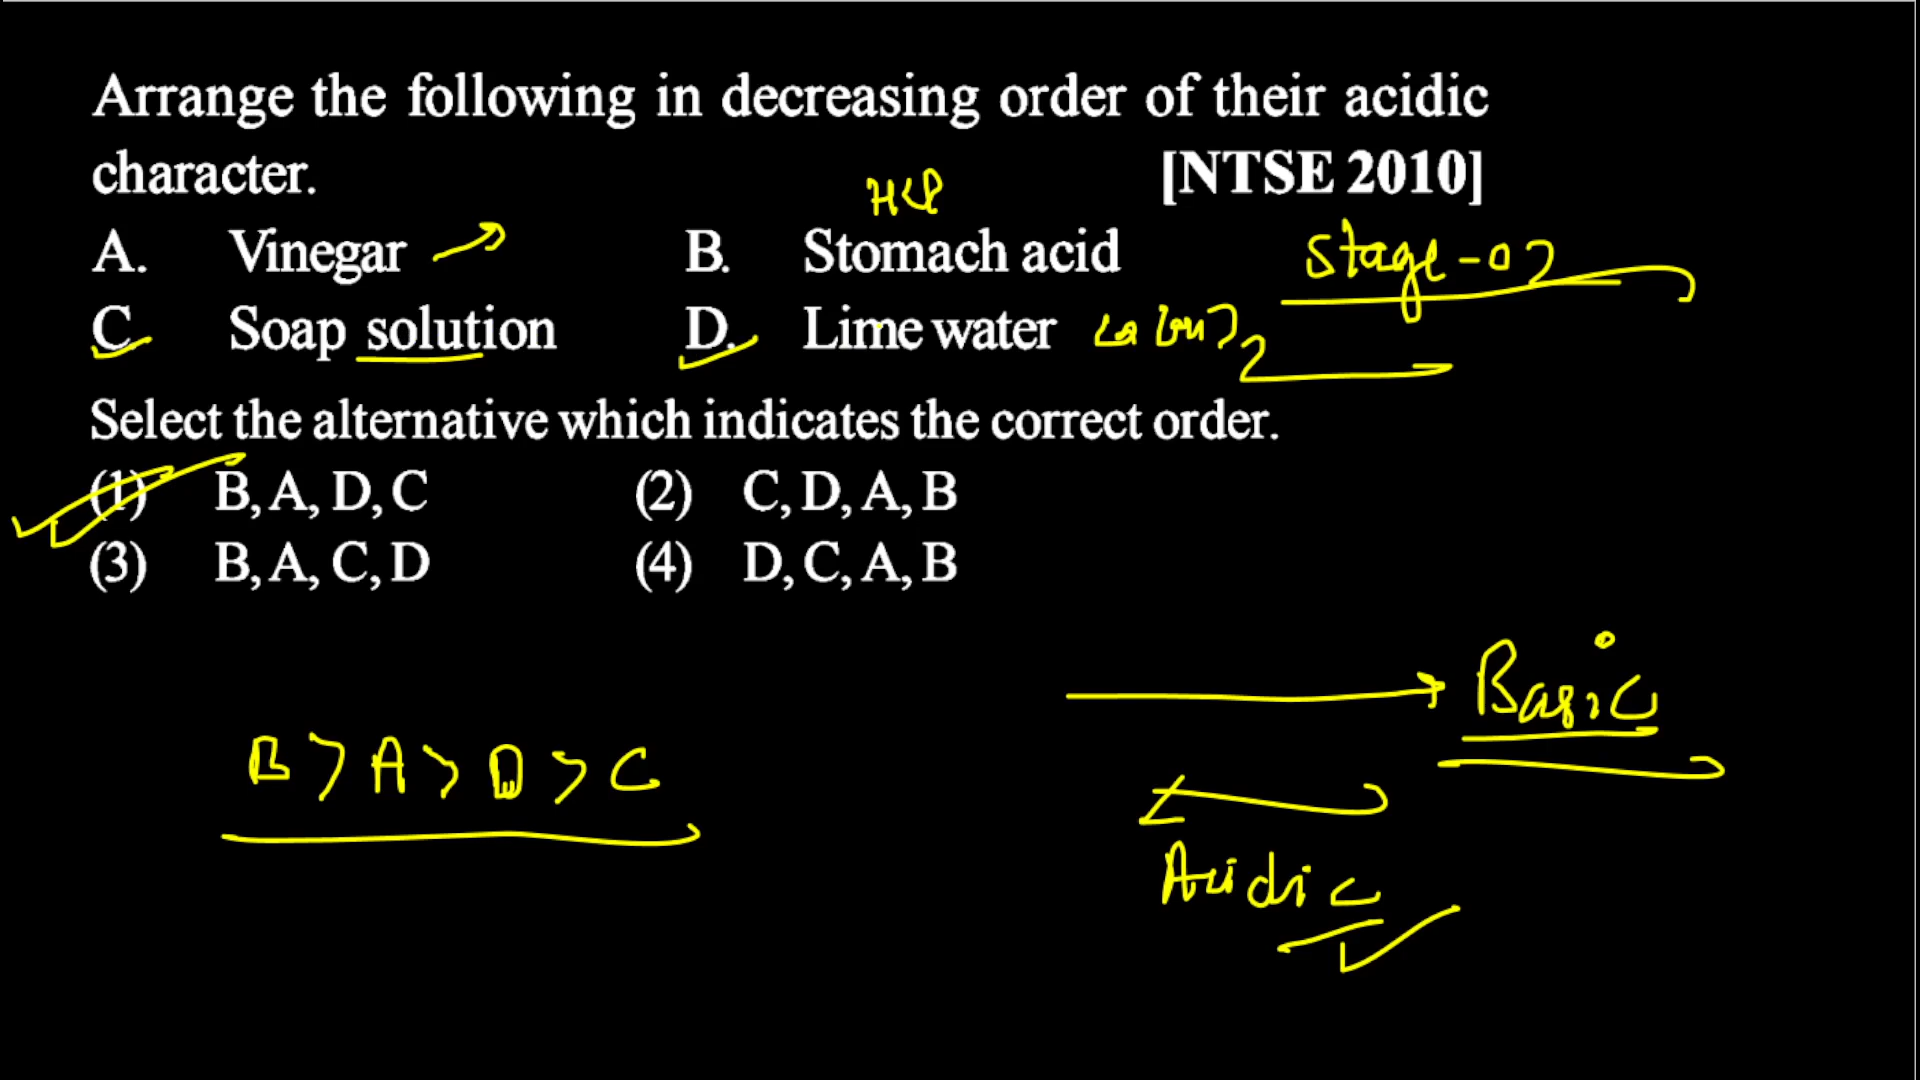 Arrange the following in decreasing order of their acidic
character. [NTSE 2010]
HCl
A. Vinegar B. Stomach acid
Stage-02
C. Soap solution D. Lime water Ca(OH)2
Select the alternative which indicates the correct order.
(1) B, A, D, C (2) C, D, A, B
(3) B, A, C, D (4) D, C, A, B
Basic
B > A > D > C
Acidic